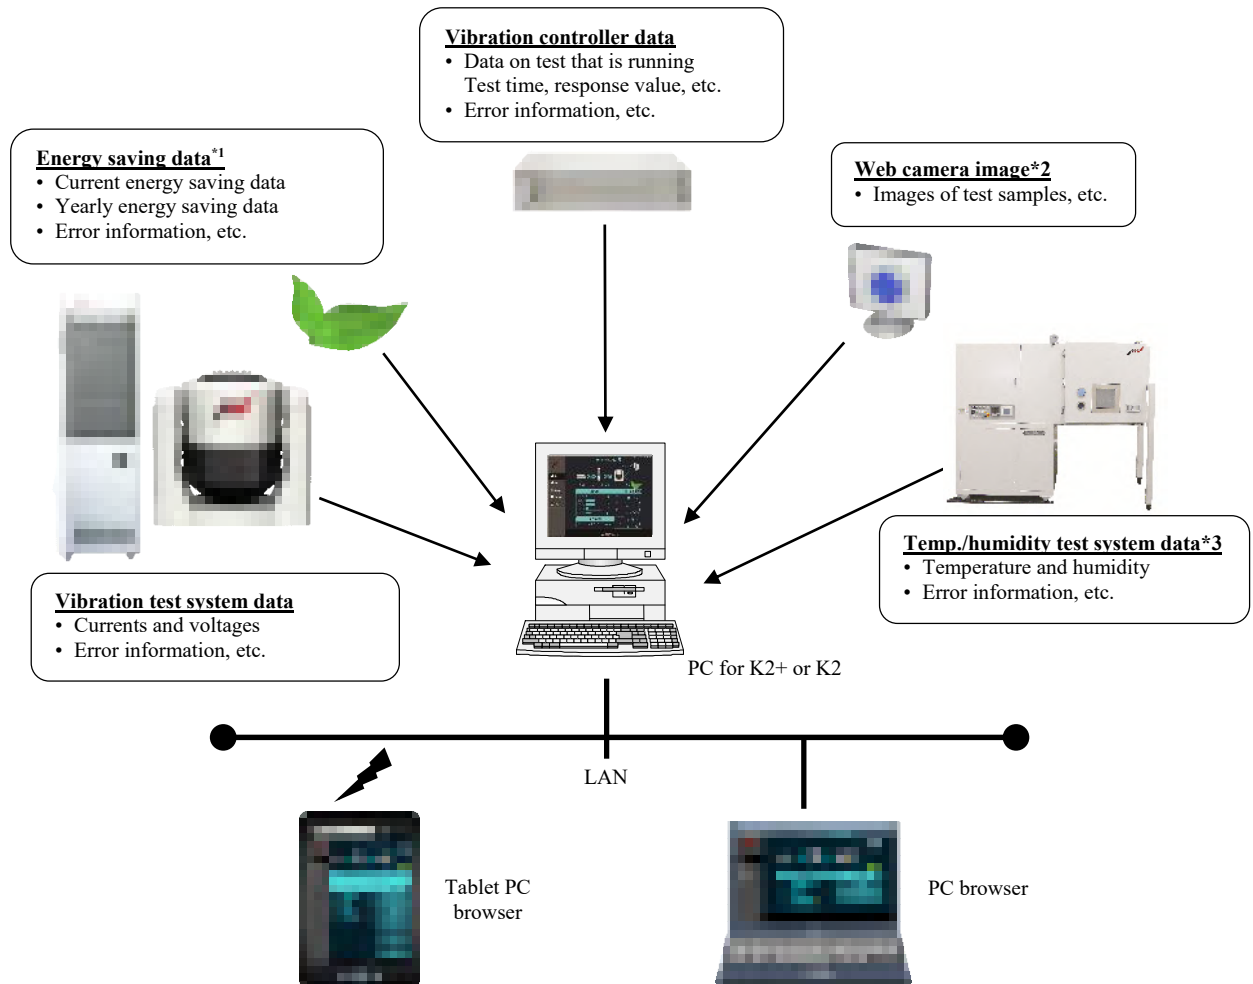 Vibration controller data
• Data on test that is running
Test time, response value, etc.
• Error information, etc.
Energy saving data*1
• Current energy saving data
• Yearly energy saving data
• Error information, etc.
Web camera image*2
• Images of test samples, etc.
Temp./humidity test system data*3
• Temperature and humidity
• Error information, etc.
Vibration test system data
• Currents and voltages
• Error information, etc.
PC for K2+ or K2
LAN
Tablet PC
browser
PC browser